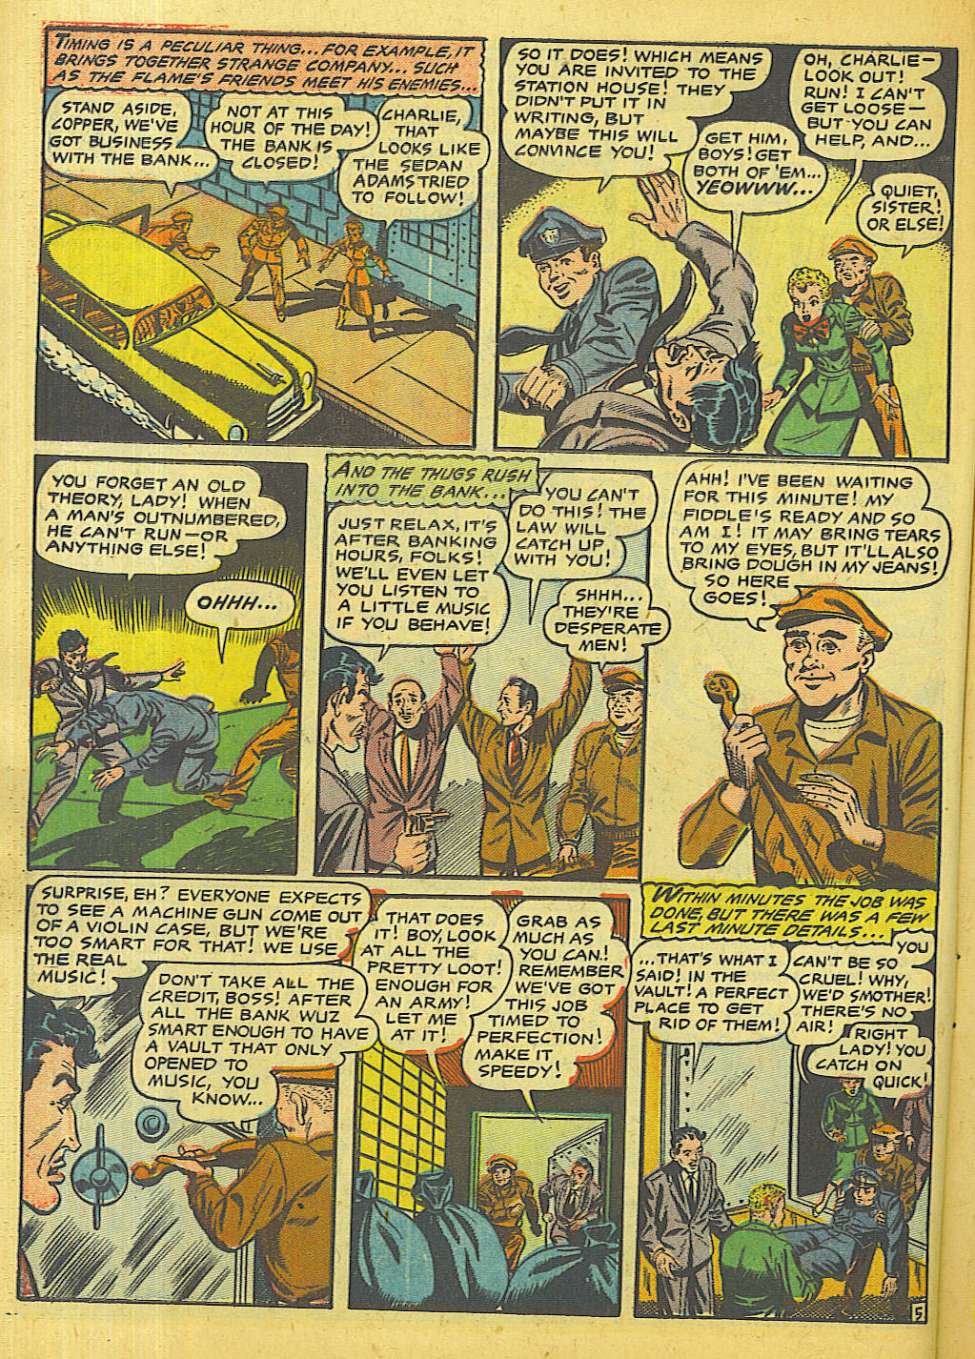 TIMING IS A PECULIAR THING... FOR EXAMPLE, IT
BRINGS TOGETHER STRANGE COMPANY... SUCH
AS THE FLAME'S FRIENDS MEET HIS ENEMIES...
STAND ASIDE,
COPPER, WE'VE
GOT BUSINESS
WITH THE BANK...
NOT AT THIS
HOUR OF THE DAY!
THE BANK IS
CLOSED!
CHARLIE,
THAT
LOOKS LIKE
THE SEDAN
ADAMS TRIED
TO FOLLOW!
SO IT DOES! WHICH MEANS
YOU ARE INVITED TO THE
STATION HOUSE! THEY
DIDN'T PUT IT IN
WRITING, BUT
MAYBE THIS WILL
CONVINCE YOU!
GET HIM,
BOYS! GET
BOTH OF 'EM...
YEOWWW...
OH, CHARLIE—
LOOK OUT!
RUN! I CAN'T
GET LOOSE—
BUT YOU CAN
HELP, AND...
QUIET,
SISTER!
OR ELSE!
YOU FORGET AN OLD
THEORY, LADY! WHEN
A MAN'S OUTNUMBERED,
HE CAN'T RUN—OR
ANYTHING ELSE!
OHHH...
AND THE THUGS RUSH
INTO THE BANK...
JUST RELAX, IT'S
AFTER BANKING
HOURS, FOLKS!
WE'LL EVEN LET
YOU LISTEN TO
A LITTLE MUSIC
IF YOU BEHAVE!
YOU CAN'T
DO THIS! THE
LAW WILL
CATCH UP
WITH YOU!
SHHH...
THEY'RE
DESPERATE
MEN!
AHH! I'VE BEEN WAITING
FOR THIS MINUTE! MY
FIDDLE'S READY AND SO
AM I! IT MAY BRING TEARS
TO MY EYES, BUT IT'LL ALSO
BRING DOUGH IN MY JEANS!
SO HERE
GOES!
SURPRISE, EH? EVERYONE EXPECTS
TO SEE A MACHINE GUN COME OUT
OF A VIOLIN CASE, BUT WE'RE
TOO SMART FOR THAT! WE USE
THE REAL
MUSIC!
DON'T TAKE ALL THE
CREDIT, BOSS! AFTER
ALL THE BANK WUZ
SMART ENOUGH TO HAVE
A VAULT THAT ONLY
OPENED TO
MUSIC, YOU
KNOW...
THAT DOES
IT! BOY, LOOK
AT ALL THE
PRETTY LOOT!
ENOUGH FOR
AN ARMY!
LET ME
AT IT!
GRAB AS
MUCH AS
YOU CAN!
REMEMBER
WE'VE GOT
THIS JOB
TIMED TO
PERFECTION!
MAKE IT
SPEEDY!
WITHIN MINUTES THE JOB WAS
DONE, BUT THERE WAS A FEW
LAST MINUTE DETAILS...
...THAT'S WHAT I
SAID! IN THE
VAULT! A PERFECT
PLACE TO GET
RID OF THEM!
YOU
CAN'T BE SO
CRUEL! WHY,
WE'D SMOTHER!
THERE'S NO
AIR!
RIGHT
LADY! YOU
CATCH ON
QUICK!
5